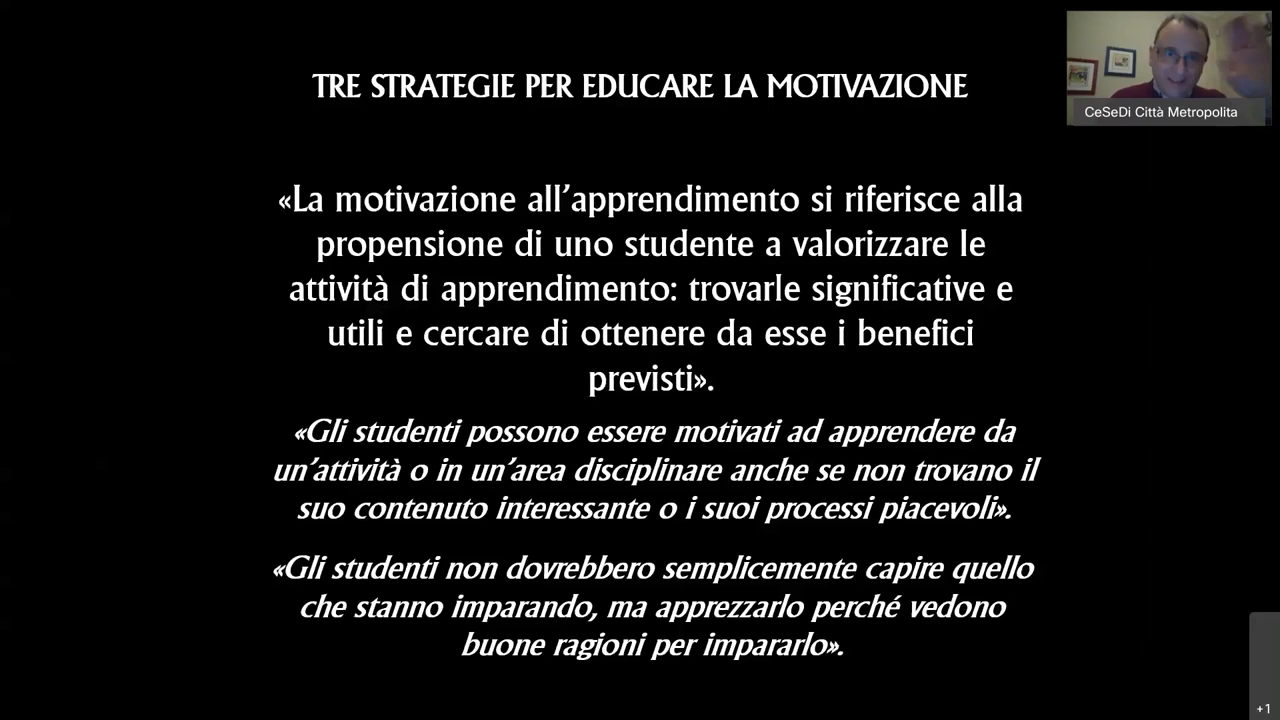 TRE STRATEGIE PER EDUCARE LA MOTIVAZIONE
CeSeDi Città Metropolita
«La motivazione all’apprendimento si riferisce alla
propensione di uno studente a valorizzare le
attività di apprendimento: trovarle significative e
utili e cercare di ottenere da esse i benefici
previsti».
«Gli studenti possono essere motivati ad apprendere da
un’attività o in un’area disciplinare anche se non trovano il
suo contenuto interessante o i suoi processi piacevoli».
«Gli studenti non dovrebbero semplicemente capire quello
che stanno imparando, ma apprezzarlo perché vedono
buone ragioni per impararlo».
+1